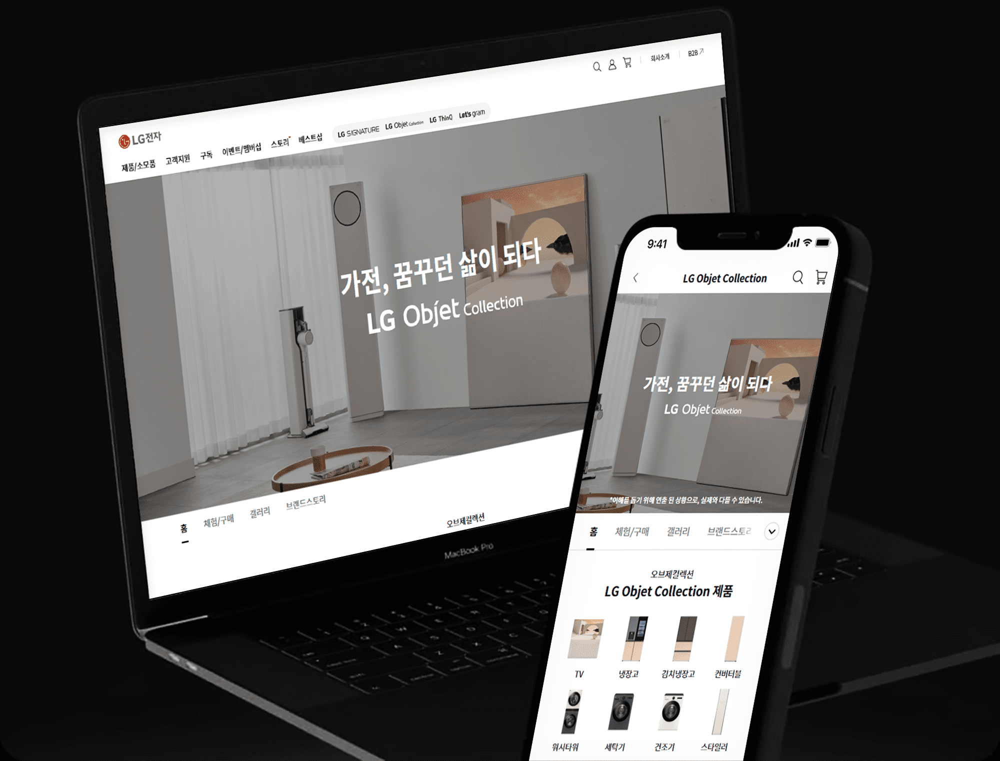 회사소개
B2B
LG전자
제품/소모품 고객지원 구독 이벤트/멤버십 스토리 베스트샵
LG SIGNATURE LG Objet Collection LG ThinQ Let's gram
가전, 꿈꾸던 삶이 되다
LG Objet Collection
홈 체험/구매 갤러리 브랜드스토리
오브제컬렉션
MacBook Pro
9:41
LG Objet Collection
가전, 꿈꾸던 삶이 되다
LG Objet Collection
*이해를 돕기 위해 연출 된 상황으로, 실제와 다를 수 있습니다.
홈 체험/구매 갤러리 브랜드스토리
오브제컬렉션
LG Objet Collection 제품
TV 냉장고 김치냉장고 컨버터블
워시타워 세탁기 건조기 스타일러